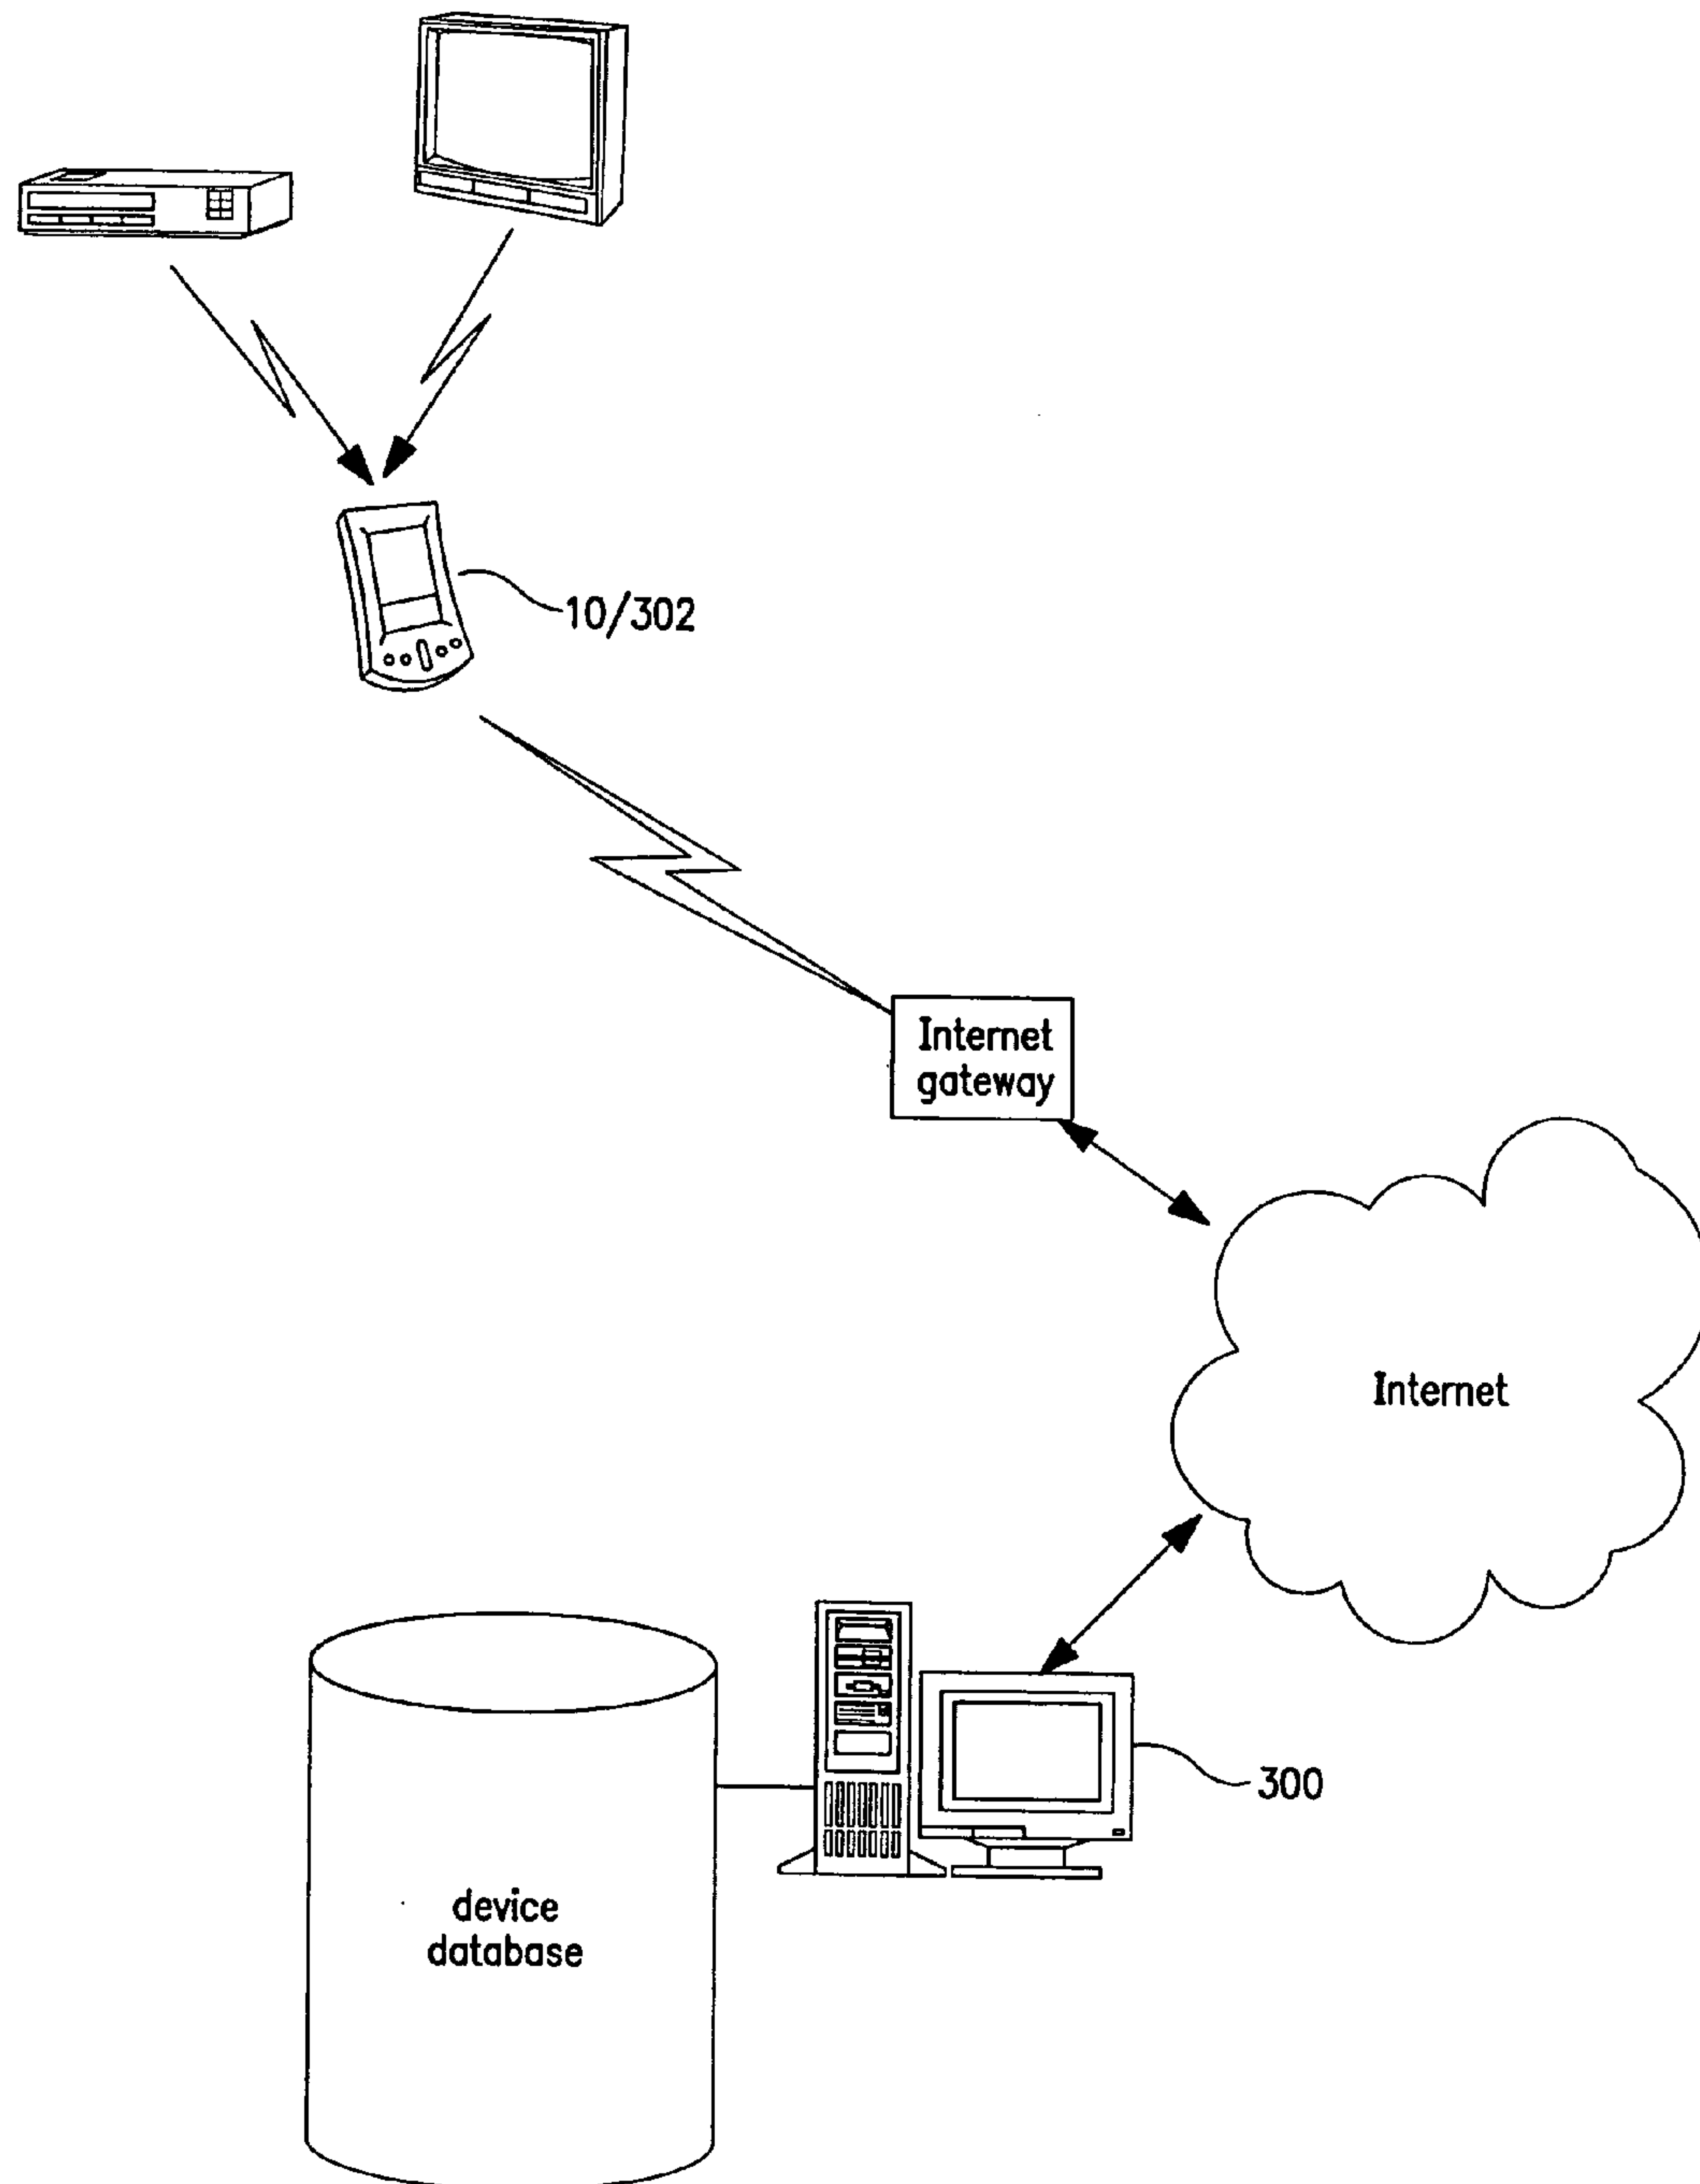 10/302
Internet
gateway
Internet
300
device
database